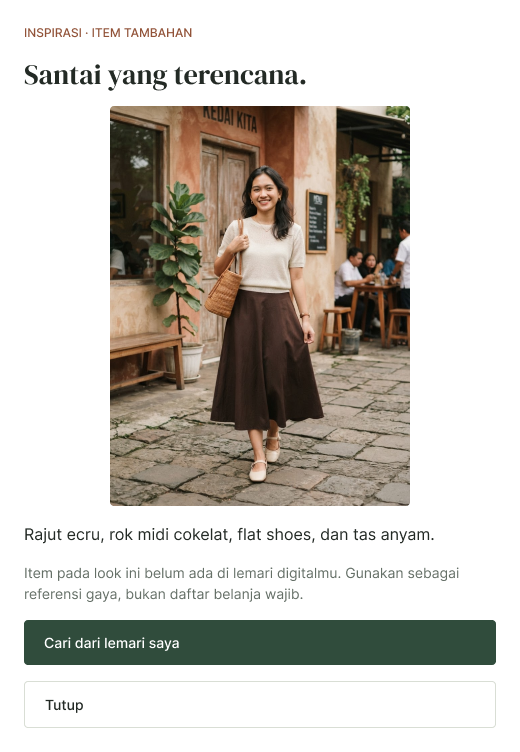 INSPIRASI · ITEM TAMBAHAN
Santai yang terencana.
KEDAI KITA
MENU
Rajut ecru, rok midi cokelat, flat shoes, dan tas anyam.
Item pada look ini belum ada di lemari digitalmu. Gunakan sebagai
referensi gaya, bukan daftar belanja wajib.
Cari dari lemari saya
Tutup